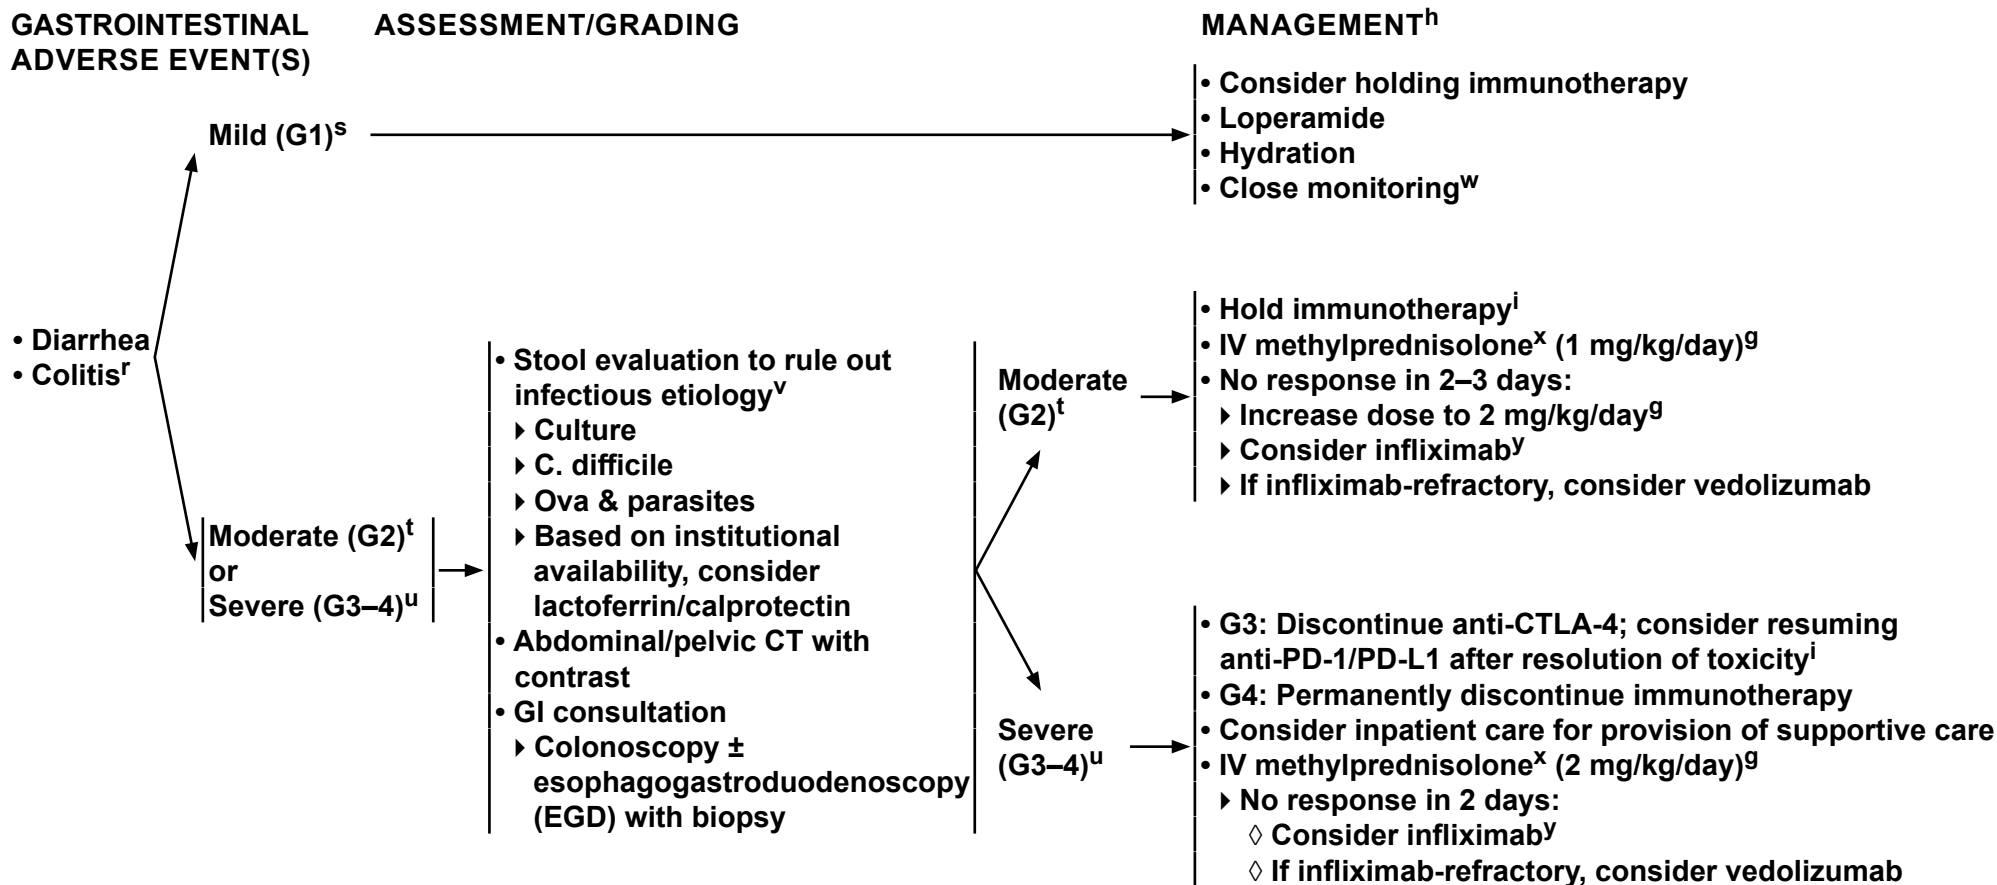 GASTROINTESTINAL
ADVERSE EVENT(S)
ASSESSMENT/GRADING
MANAGEMENTh
Mild (G1)s
• Consider holding immunotherapy
• Loperamide
• Hydration
• Close monitoringw
• Diarrhea
• Colitisr
Moderate (G2)t
or
Severe (G3–4)u
• Stool evaluation to rule out
infectious etiologyv
▸ Culture
▸ C. difficile
▸ Ova & parasites
▸ Based on institutional
availability, consider
lactoferrin/calprotectin
• Abdominal/pelvic CT with
contrast
• GI consultation
▸ Colonoscopy ±
esophagogastroduodenoscopy
(EGD) with biopsy
Moderate
(G2)t
• Hold immunotherapyi
• IV methylprednisolonex (1 mg/kg/day)g
• No response in 2–3 days:
▸ Increase dose to 2 mg/kg/dayg
▸ Consider infliximaby
▸ If infliximab-refractory, consider vedolizumab
Severe
(G3–4)u
• G3: Discontinue anti-CTLA-4; consider resuming
anti-PD-1/PD-L1 after resolution of toxicityi
• G4: Permanently discontinue immunotherapy
• Consider inpatient care for provision of supportive care
• IV methylprednisolonex (2 mg/kg/day)g
▸ No response in 2 days:
◊ Consider infliximaby
◊ If infliximab-refractory, consider vedolizumab